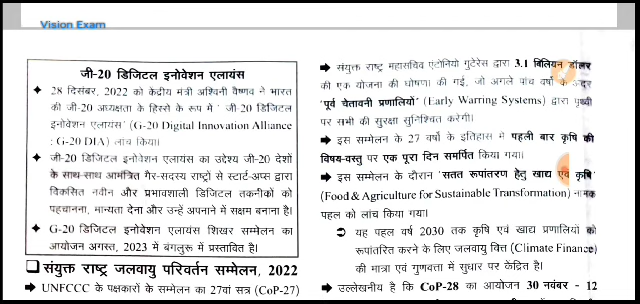 Vision Exam
जी-20 डिजिटल इनोवेशन एलायंस
✦ 28 दिसंबर, 2022 को केंद्रीय मंत्री अश्विनी वैष्णव ने भारत
की जी-20 अध्यक्षता के हिस्से के रूप में 'जी-20 डिजिटल
इनोवेशन एलायंस' (G-20 Digital Innovation Alliance
: G-20 DIA) लांच किया।
✦ जी-20 डिजिटल इनोवेशन एलायंस का उद्देश्य जी-20 देशों
के साथ-साथ आमंत्रित गैर-सदस्य राष्ट्रों से स्टार्ट-अप्स द्वारा
विकसित नवीन और प्रभावशाली डिजिटल तकनीकों को
पहचानना, मान्यता देना और उन्हें अपनाने में सक्षम बनाना है।
✦ G-20 डिजिटल इनोवेशन एलायंस शिखर सम्मेलन का
आयोजन अगस्त, 2023 में बंगलुरू में प्रस्तावित है।
❑ संयुक्त राष्ट्र जलवायु परिवर्तन सम्मेलन, 2022
➡ UNFCCC के पक्षकारों के सम्मेलन का 27वां सत्र (CoP-27)
➡ संयुक्त राष्ट्र महासचिव एंटोनियो गुटेरेस द्वारा 3.1 बिलियन डॉलर
की एक योजना की घोषणा की गई, जो अगले पांच वर्षों के अंदर
'पूर्व चेतावनी प्रणालियों' (Early Warring Systems) द्वारा पृथ्वी
पर सभी की सुरक्षा सुनिश्चित करेगी।
➡ इस सम्मेलन के 27 वर्षों के इतिहास में पहली बार कृषि की
विषय-वस्तु पर एक पूरा दिन समर्पित किया गया।
➡ इस सम्मेलन के दौरान 'सतत रूपांतरण हेतु खाद्य एवं कृषि'
(Food & Agriculture for Sustainable Transformation) नामक
पहल को लांच किया गया।
➲ यह पहल वर्ष 2030 तक कृषि एवं खाद्य प्रणालियों को
रूपांतरित करने के लिए जलवायु वित्त (Climate Finance)
की मात्रा एवं गुणवत्ता में सुधार पर केंद्रित है।
➡ उल्लेखनीय है कि CoP-28 का आयोजन 30 नवंबर - 12